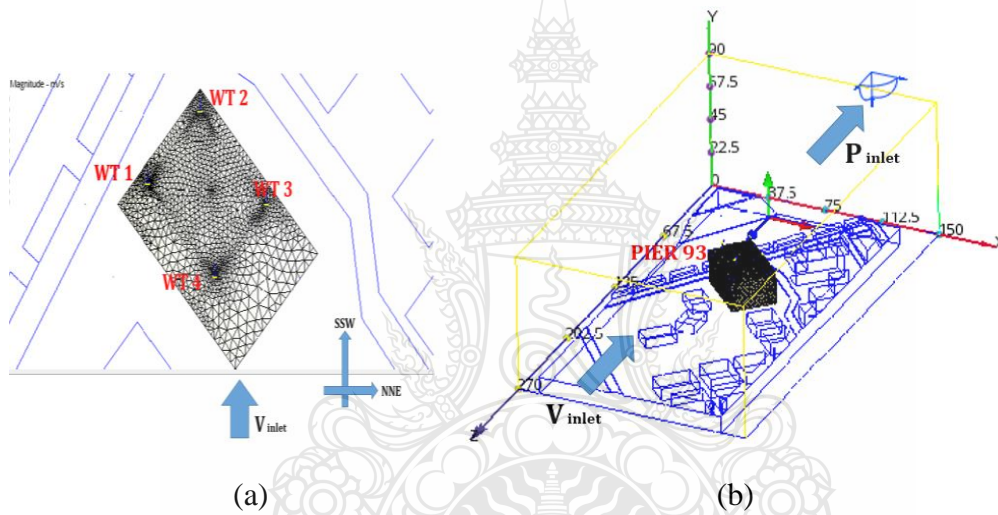 Magnitude - m/s
WT 2
WT 1
WT 3
WT 4
SSW
NNE
V inlet
(a)
Y
90
67.5
45
22.5
0
37.5
75
112.5
150
X
P inlet
67.5
PIER 93
135
202.5
270
V inlet
Z
(b)